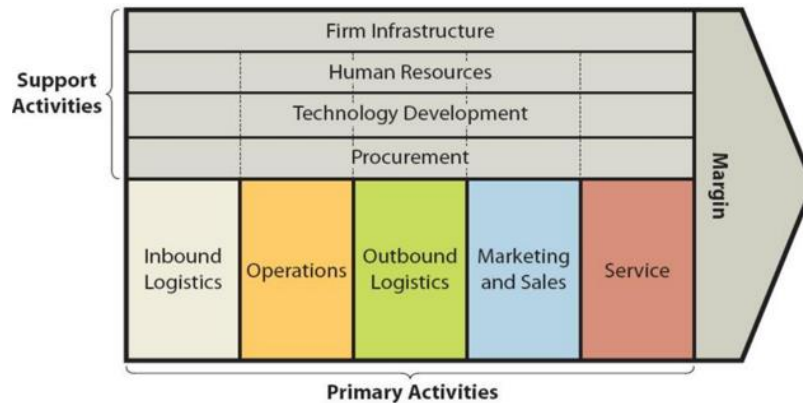 Firm Infrastructure
Human Resources
Technology Development
Procurement
Support
Activities
Inbound
Logistics
Operations
Outbound
Logistics
Marketing
and Sales
Service
Margin
Primary Activities